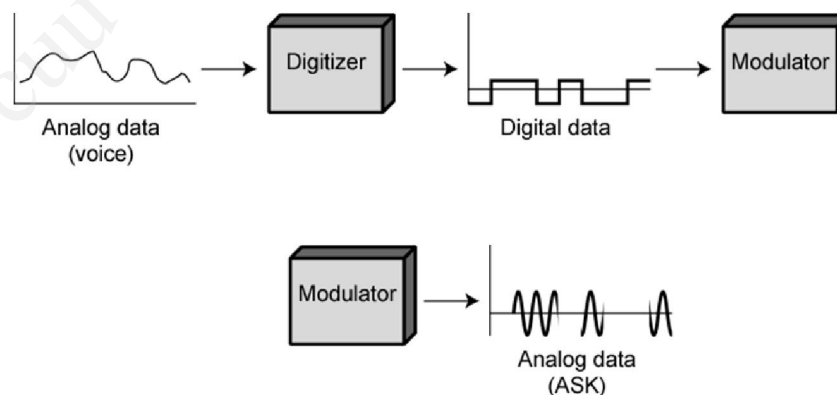 Digitizer
Modulator
Analog data
(voice)
Digital data
Modulator
Analog data
(ASK)